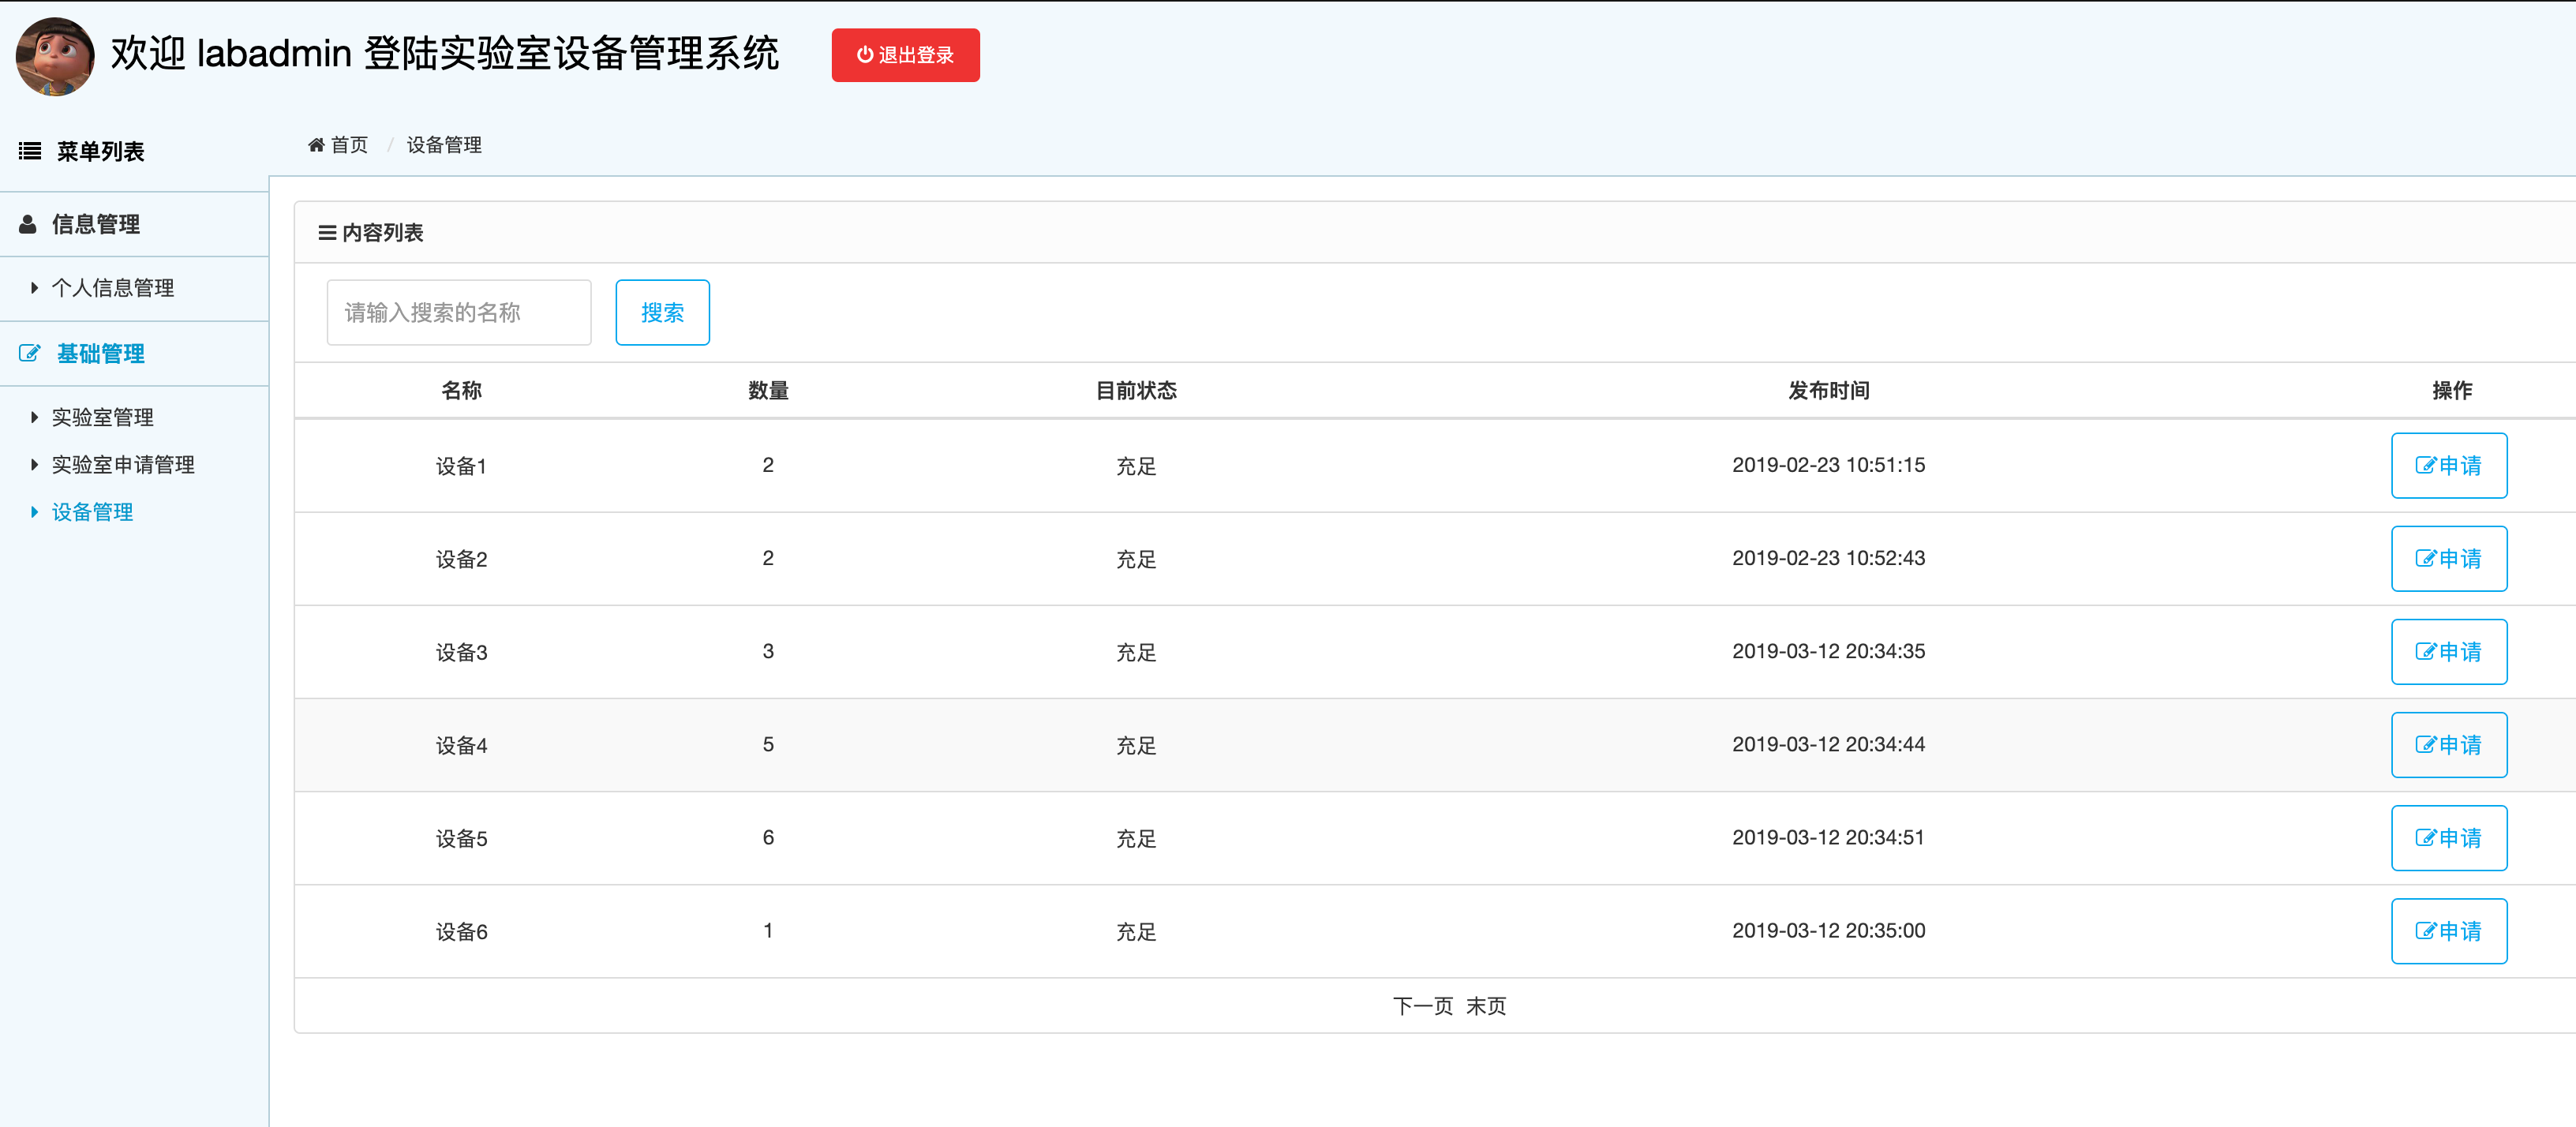 欢迎 labadmin 登陆实验室设备管理系统 退出登录
菜单列表
首页 / 设备管理
信息管理
个人信息管理
基础管理
实验室管理
实验室申请管理
设备管理
内容列表
请输入搜索的名称 搜索
名称 数量 目前状态 发布时间 操作
设备1 2 充足 2019-02-23 10:51:15 申请
设备2 2 充足 2019-02-23 10:52:43 申请
设备3 3 充足 2019-03-12 20:34:35 申请
设备4 5 充足 2019-03-12 20:34:44 申请
设备5 6 充足 2019-03-12 20:34:51 申请
设备6 1 充足 2019-03-12 20:35:00 申请
下一页 末页